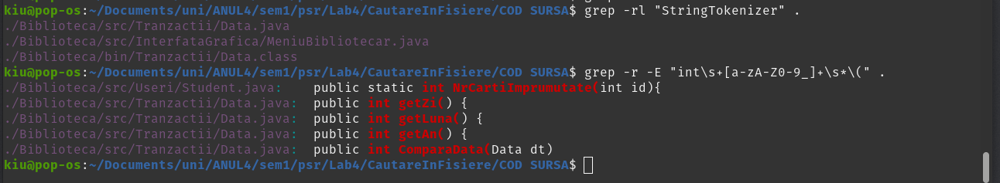 kiu@pop-os:~/Documents/uni/ANUL4/sem1/psr/Lab4/CautareInFisiere/COD SURSA$ grep -rl "StringTokenizer" .
./Biblioteca/src/Tranzactii/Data.java
./Biblioteca/src/InterfataGrafica/MeniuBibliotecar.java
./Biblioteca/bin/Tranzactii/Data.class
kiu@pop-os:~/Documents/uni/ANUL4/sem1/psr/Lab4/CautareInFisiere/COD SURSA$ grep -r -E "int\s+[a-zA-Z0-9_]+\s*\(" .
./Biblioteca/src/Useri/Student.java:    public static int NrCartiImprumutate(int id){
./Biblioteca/src/Tranzactii/Data.java:  public int getZi() {
./Biblioteca/src/Tranzactii/Data.java:  public int getLuna() {
./Biblioteca/src/Tranzactii/Data.java:  public int getAn() {
./Biblioteca/src/Tranzactii/Data.java:  public int ComparaData(Data dt)
kiu@pop-os:~/Documents/uni/ANUL4/sem1/psr/Lab4/CautareInFisiere/COD SURSA$